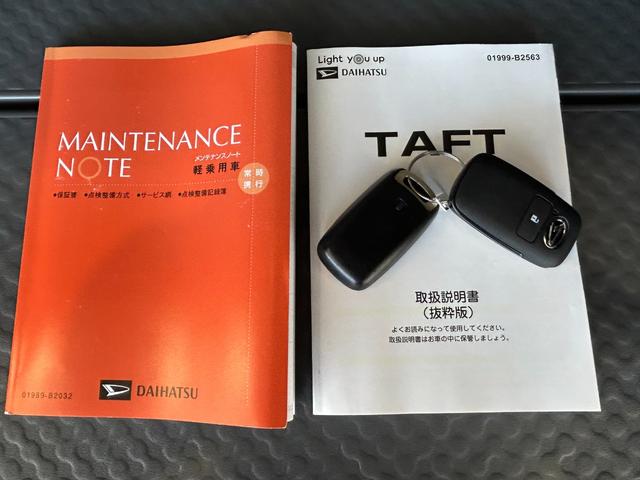 MAINTENANCE
NOTE
メンテナンスノート
軽乗用車
常時
携行
•保証書 •点検整備方式 •サービス網 •点検整備記録簿
01989-B2032
DAIHATSU
Light you up
DAIHATSU
01999-B2563
TAFT
取扱説明書
（抜粋版）
よくお読みになって使用してください。
取扱説明書はお車の中に保管しましょう。